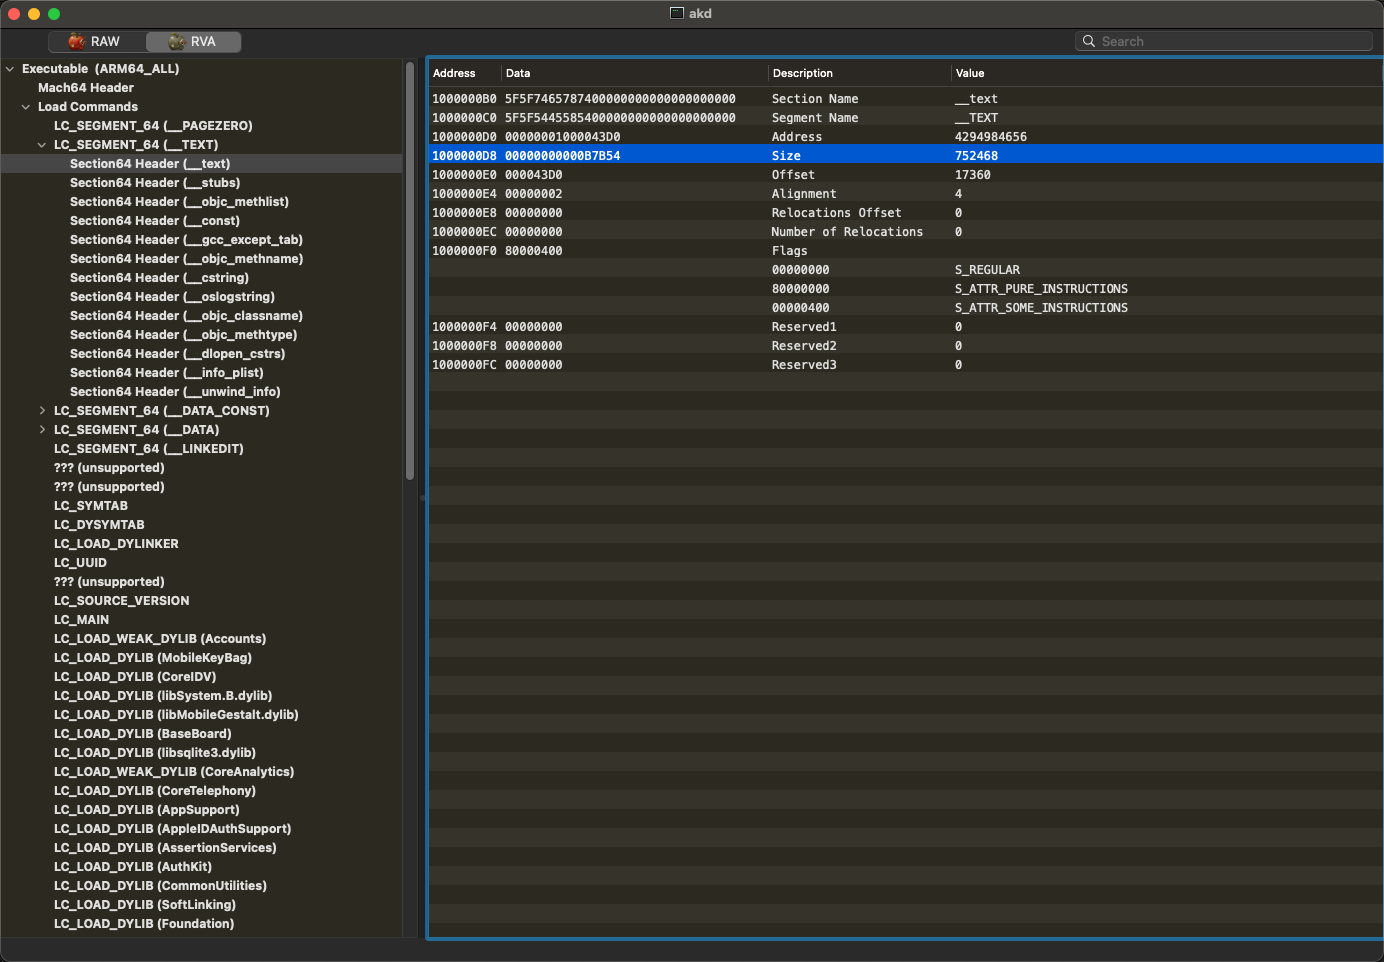 akd
RAW RVA Search
Executable (ARM64_ALL)
Mach64 Header
Load Commands
LC_SEGMENT_64 (__PAGEZERO)
LC_SEGMENT_64 (__TEXT)
Section64 Header (__text)
Section64 Header (__stubs)
Section64 Header (__objc_methlist)
Section64 Header (__const)
Section64 Header (__gcc_except_tab)
Section64 Header (__objc_methname)
Section64 Header (__cstring)
Section64 Header (__oslogstring)
Section64 Header (__objc_classname)
Section64 Header (__objc_methtype)
Section64 Header (__dlopen_cstrs)
Section64 Header (__info_plist)
Section64 Header (__unwind_info)
LC_SEGMENT_64 (__DATA_CONST)
LC_SEGMENT_64 (__DATA)
LC_SEGMENT_64 (__LINKEDIT)
??? (unsupported)
??? (unsupported)
LC_SYMTAB
LC_DYSYMTAB
LC_LOAD_DYLINKER
LC_UUID
??? (unsupported)
LC_SOURCE_VERSION
LC_MAIN
LC_LOAD_WEAK_DYLIB (Accounts)
LC_LOAD_DYLIB (MobileKeyBag)
LC_LOAD_DYLIB (CoreIDV)
LC_LOAD_DYLIB (libSystem.B.dylib)
LC_LOAD_DYLIB (libMobileGestalt.dylib)
LC_LOAD_DYLIB (BaseBoard)
LC_LOAD_DYLIB (libsqlite3.dylib)
LC_LOAD_WEAK_DYLIB (CoreAnalytics)
LC_LOAD_DYLIB (CoreTelephony)
LC_LOAD_DYLIB (AppSupport)
LC_LOAD_DYLIB (AppleIDAuthSupport)
LC_LOAD_DYLIB (AssertionServices)
LC_LOAD_DYLIB (AuthKit)
LC_LOAD_DYLIB (CommonUtilities)
LC_LOAD_DYLIB (SoftLinking)
LC_LOAD_DYLIB (Foundation)
Address Data Description Value
1000000B0 5F5F7465787400000000000000000000 Section Name __text
1000000C0 5F5F5445585400000000000000000000 Segment Name __TEXT
1000000D0 00000001000043D0 Address 4294984656
1000000D8 00000000000B7B54 Size 752468
1000000E0 000043D0 Offset 17360
1000000E4 00000002 Alignment 4
1000000E8 00000000 Relocations Offset 0
1000000EC 00000000 Number of Relocations 0
1000000F0 80000400 Flags
00000000 S_REGULAR
80000000 S_ATTR_PURE_INSTRUCTIONS
00000400 S_ATTR_SOME_INSTRUCTIONS
1000000F4 00000000 Reserved1 0
1000000F8 00000000 Reserved2 0
1000000FC 00000000 Reserved3 0